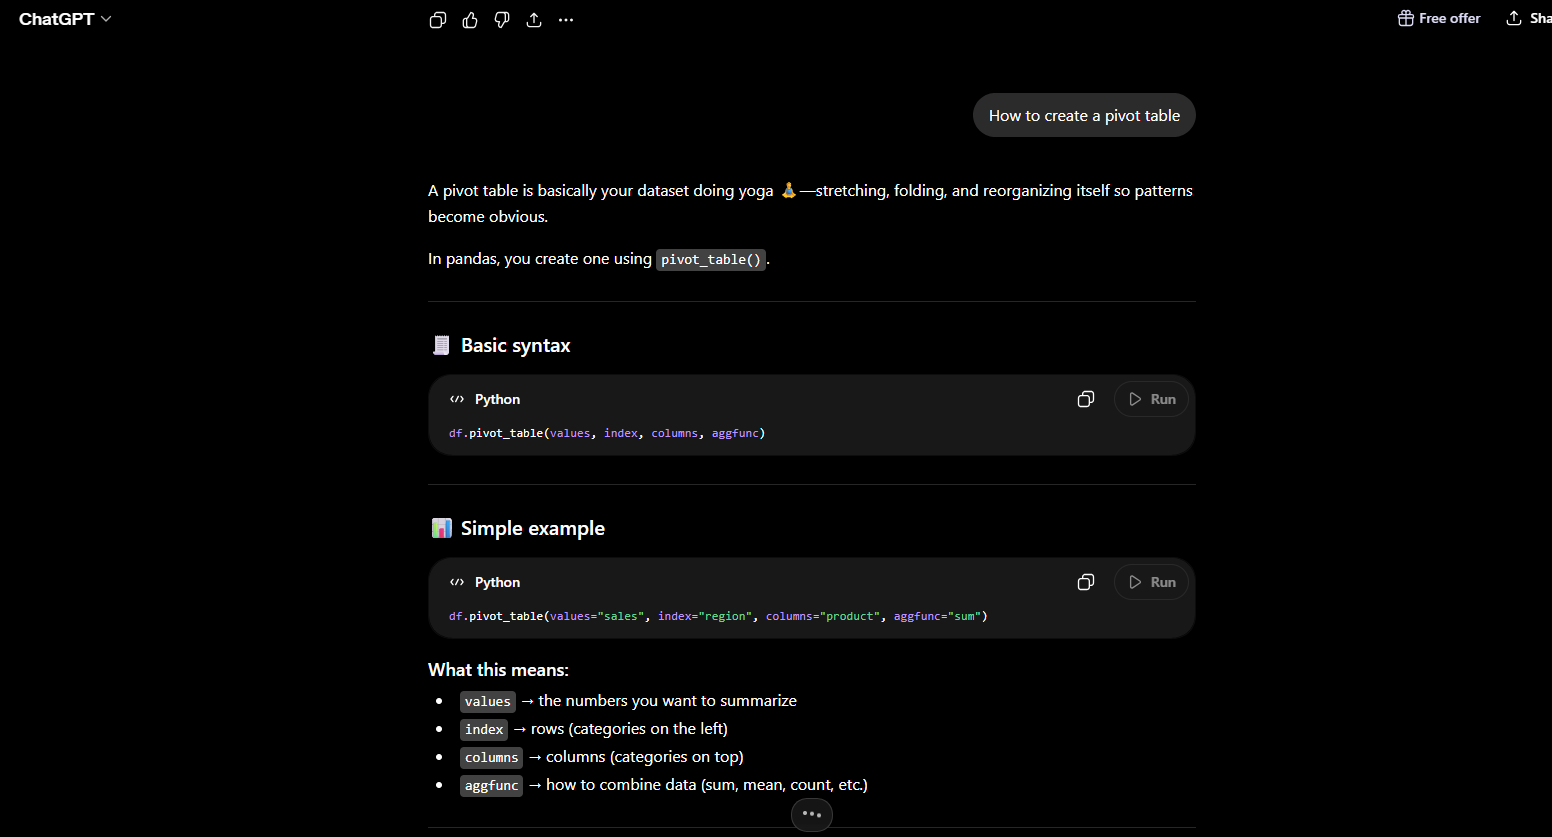 ChatGPT
Free offer
Sha
How to create a pivot table
A pivot table is basically your dataset doing yoga 🧘—stretching, folding, and reorganizing itself so patterns
become obvious.
In pandas, you create one using pivot_table().
Basic syntax
Python
Run
df.pivot_table(values, index, columns, aggfunc)
Simple example
Python
Run
df.pivot_table(values="sales", index="region", columns="product", aggfunc="sum")
What this means:
• values → the numbers you want to summarize
• index → rows (categories on the left)
• columns → columns (categories on top)
• aggfunc → how to combine data (sum, mean, count, etc.)